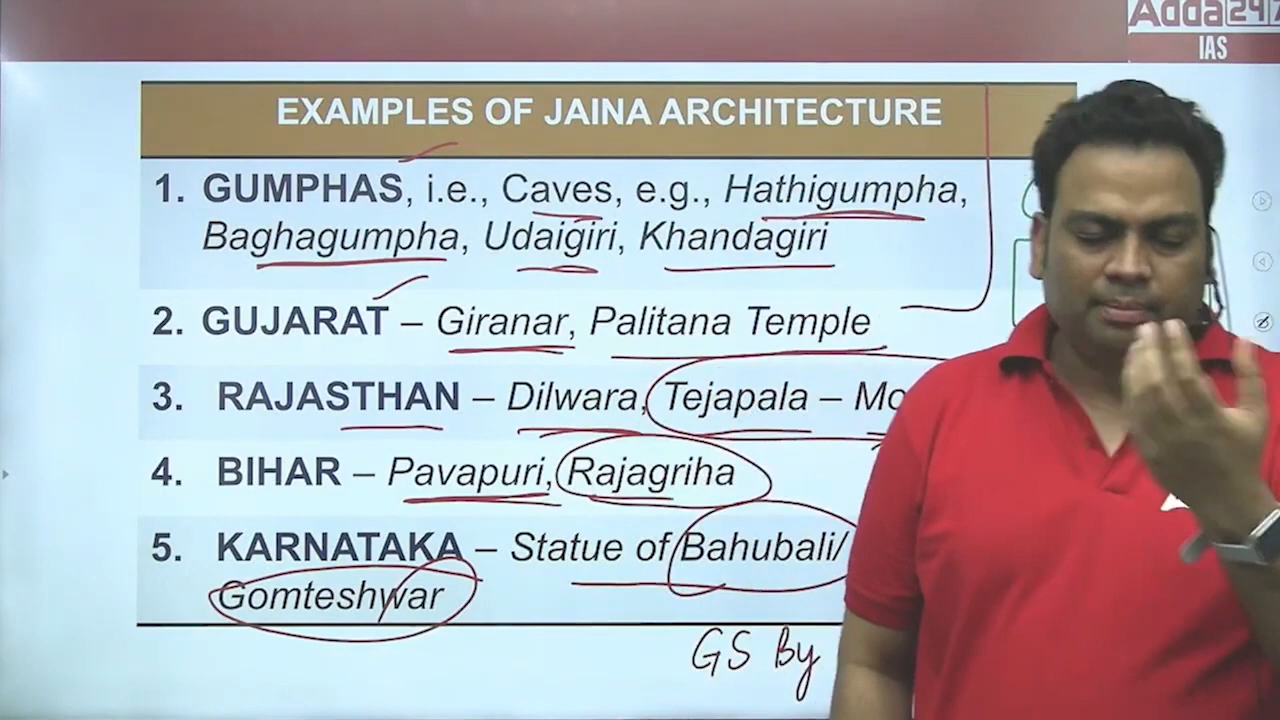 Adda247
IAS
EXAMPLES OF JAINA ARCHITECTURE
1. GUMPHAS, i.e., Caves, e.g., Hathigumpha,
Baghagumpha, Udaigiri, Khandagiri
2. GUJARAT – Giranar, Palitana Temple
3. RAJASTHAN – Dilwara, Tejapala –
4. BIHAR – Pavapuri, Rajagriha
5. KARNATAKA – Statue of Bahubali/
Gomteshwar
GS By